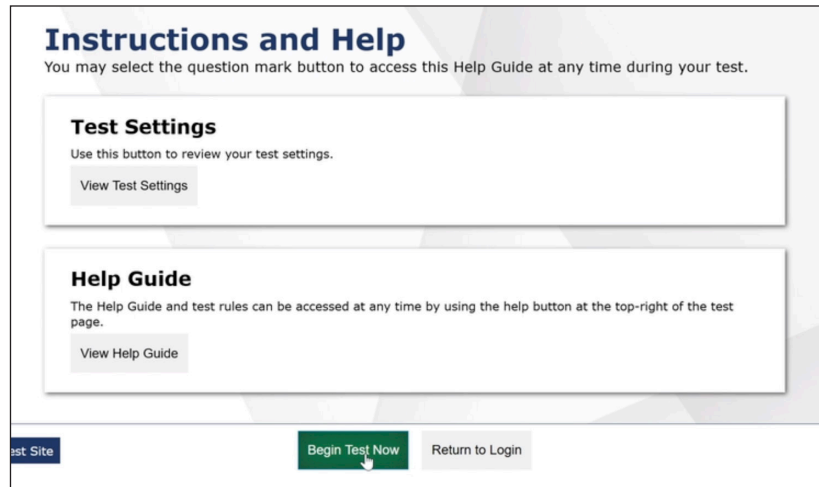 Instructions and Help
You may select the question mark button to access this Help Guide at any time during your test.
Test Settings
Use this button to review your test settings.
View Test Settings
Help Guide
The Help Guide and test rules can be accessed at any time by using the help button at the top-right of the test
page.
View Help Guide
est Site
Begin Test Now
Return to Login